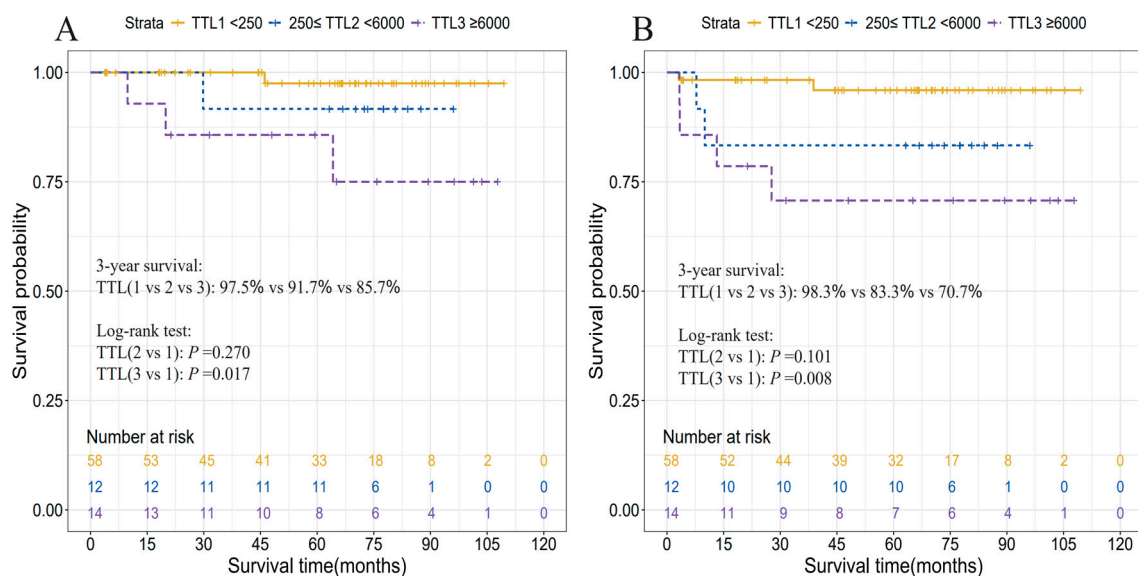 A
Strata TTL1 <250 250≤ TTL2 <6000 TTL3 ≥6000
1.00
0.75
0.50
0.25
0.00
Survival probability
3-year survival:
TTL(1 vs 2 vs 3): 97.5% vs 91.7% vs 85.7%
Log-rank test:
TTL(2 vs 1): P =0.270
TTL(3 vs 1): P =0.017
Number at risk
58 53 45 41 33 18 8 2 0
12 12 11 11 11 6 1 0 0
14 13 11 10 8 6 4 1 0
0 15 30 45 60 75 90 105 120
Survival time(months)
B
Strata TTL1 <250 250≤ TTL2 <6000 TTL3 ≥6000
1.00
0.75
0.50
0.25
0.00
Survival probability
3-year survival:
TTL(1 vs 2 vs 3): 98.3% vs 83.3% vs 70.7%
Log-rank test:
TTL(2 vs 1): P =0.101
TTL(3 vs 1): P =0.008
Number at risk
58 52 44 39 32 17 8 2 0
12 10 10 10 10 6 1 0 0
14 11 9 8 7 6 4 1 0
0 15 30 45 60 75 90 105 120
Survival time(months)